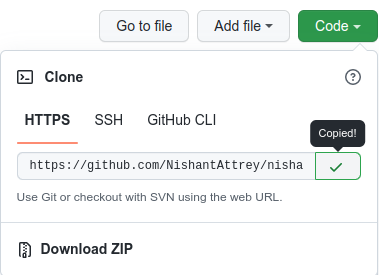 Go to file Add file Code
Clone
HTTPS SSH GitHub CLI
Copied!
https://github.com/NishantAttrey/nisha
Use Git or checkout with SVN using the web URL.
Download ZIP